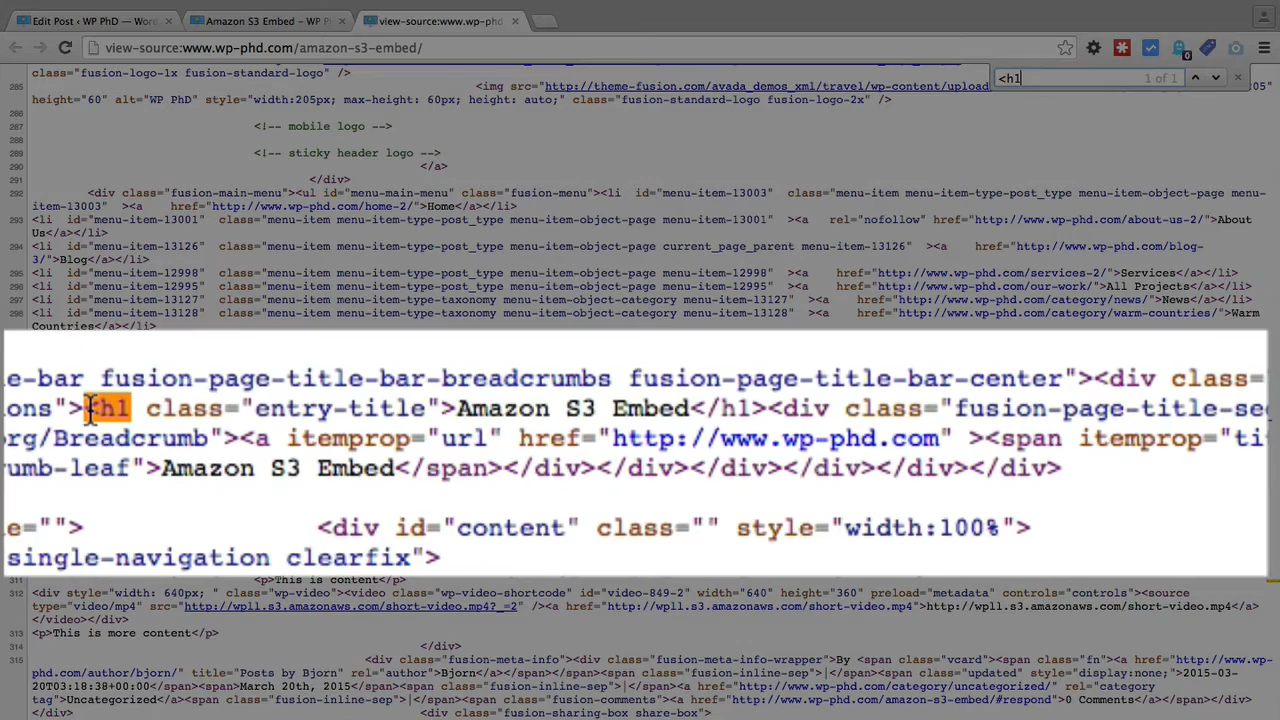 Edit Post ‹ WP PhD — Wor
Amazon S3 Embed – WP P
view-source:www.wp-phd
view-source:www.wp-phd.com/amazon-s3-embed/
0
<h1 1 of 1
class="fusion-logo-1x fusion-standard-logo" />
285 <img src="http://theme-fusion.com/avada_demos_xml/travel/wp-content/upload
height="60" alt="WP PhD" style="width:205px; max-height: 60px; height: auto;" class="fusion-standard-logo fusion-logo-2x" />
286
287 <!-- mobile logo -->
288
289 <!-- sticky header logo -->
290 </a>
291 </div>
292 <div class="fusion-main-menu"><ul id="menu-main-menu" class="fusion-menu"><li id="menu-item-13003" class="menu-item menu-item-type-post_type menu-item-object-page menu-
item-13003" ><a href="http://www.wp-phd.com/home-2/">Home</a></li>
293 <li id="menu-item-13001" class="menu-item menu-item-type-post_type menu-item-object-page menu-item-13001" ><a rel="nofollow" href="http://www.wp-phd.com/about-us-2/">About
Us</a></li>
294 <li id="menu-item-13126" class="menu-item menu-item-type-post_type menu-item-object-page current_page_parent menu-item-13126" ><a href="http://www.wp-phd.com/blog-
3/">Blog</a></li>
295 <li id="menu-item-12998" class="menu-item menu-item-type-post_type menu-item-object-page menu-item-12998" ><a href="http://www.wp-phd.com/services-2/">Services</a></li>
296 <li id="menu-item-12995" class="menu-item menu-item-type-post_type menu-item-object-page menu-item-12995" ><a href="http://www.wp-phd.com/our-work/">All Projects</a></li>
297 <li id="menu-item-13127" class="menu-item menu-item-type-taxonomy menu-item-object-category menu-item-13127" ><a href="http://www.wp-phd.com/category/news/">News</a></li>
298 <li id="menu-item-13128" class="menu-item menu-item-type-taxonomy menu-item-object-category menu-item-13128" ><a href="http://www.wp-phd.com/category/warm-countries/">Warm
Countries</a></li>
e-bar fusion-page-title-bar-breadcrumbs fusion-page-title-bar-center"><div class=
ons"><h1 class="entry-title">Amazon S3 Embed</h1><div class="fusion-page-title-se
rg/Breadcrumb"><a itemprop="url" href="http://www.wp-phd.com" ><span itemprop="ti
umb-leaf">Amazon S3 Embed</span></div></div></div></div></div></div>
e=""> <div id="content" class="" style="width:100%">
single-navigation clearfix">
311 <p>This is content</p>
312 <div style="width: 640px; " class="wp-video"><video class="wp-video-shortcode" id="video-849-2" width="640" height="360" preload="metadata" controls="controls"><source
type="video/mp4" src="http://wpll.s3.amazonaws.com/short-video.mp4?_=2" /><a href="http://wpll.s3.amazonaws.com/short-video.mp4">http://wpll.s3.amazonaws.com/short-video.mp4</a>
</video></div>
313 <p>This is more content</p>
314 </div>
315 <div class="fusion-meta-info"><div class="fusion-meta-info-wrapper">By <span class="vcard"><span class="fn"><a href="http://www.wp-
phd.com/author/bjorn/" title="Posts by Bjorn" rel="author">Bjorn</a></span></span><span class="fusion-inline-sep">|</span><span class="updated" style="display:none;">2015-03-
20T03:18:38+00:00</span><span>March 20th, 2015</span><span class="fusion-inline-sep">|</span><a href="http://www.wp-phd.com/category/uncategorized/" rel="category
tag">Uncategorized</a><span class="fusion-inline-sep">|</span><span class="fusion-comments"><a href="http://www.wp-phd.com/amazon-s3-embed/#respond">0 Comments</a></span></div>
</div> <div class="fusion-sharing-box share-box">